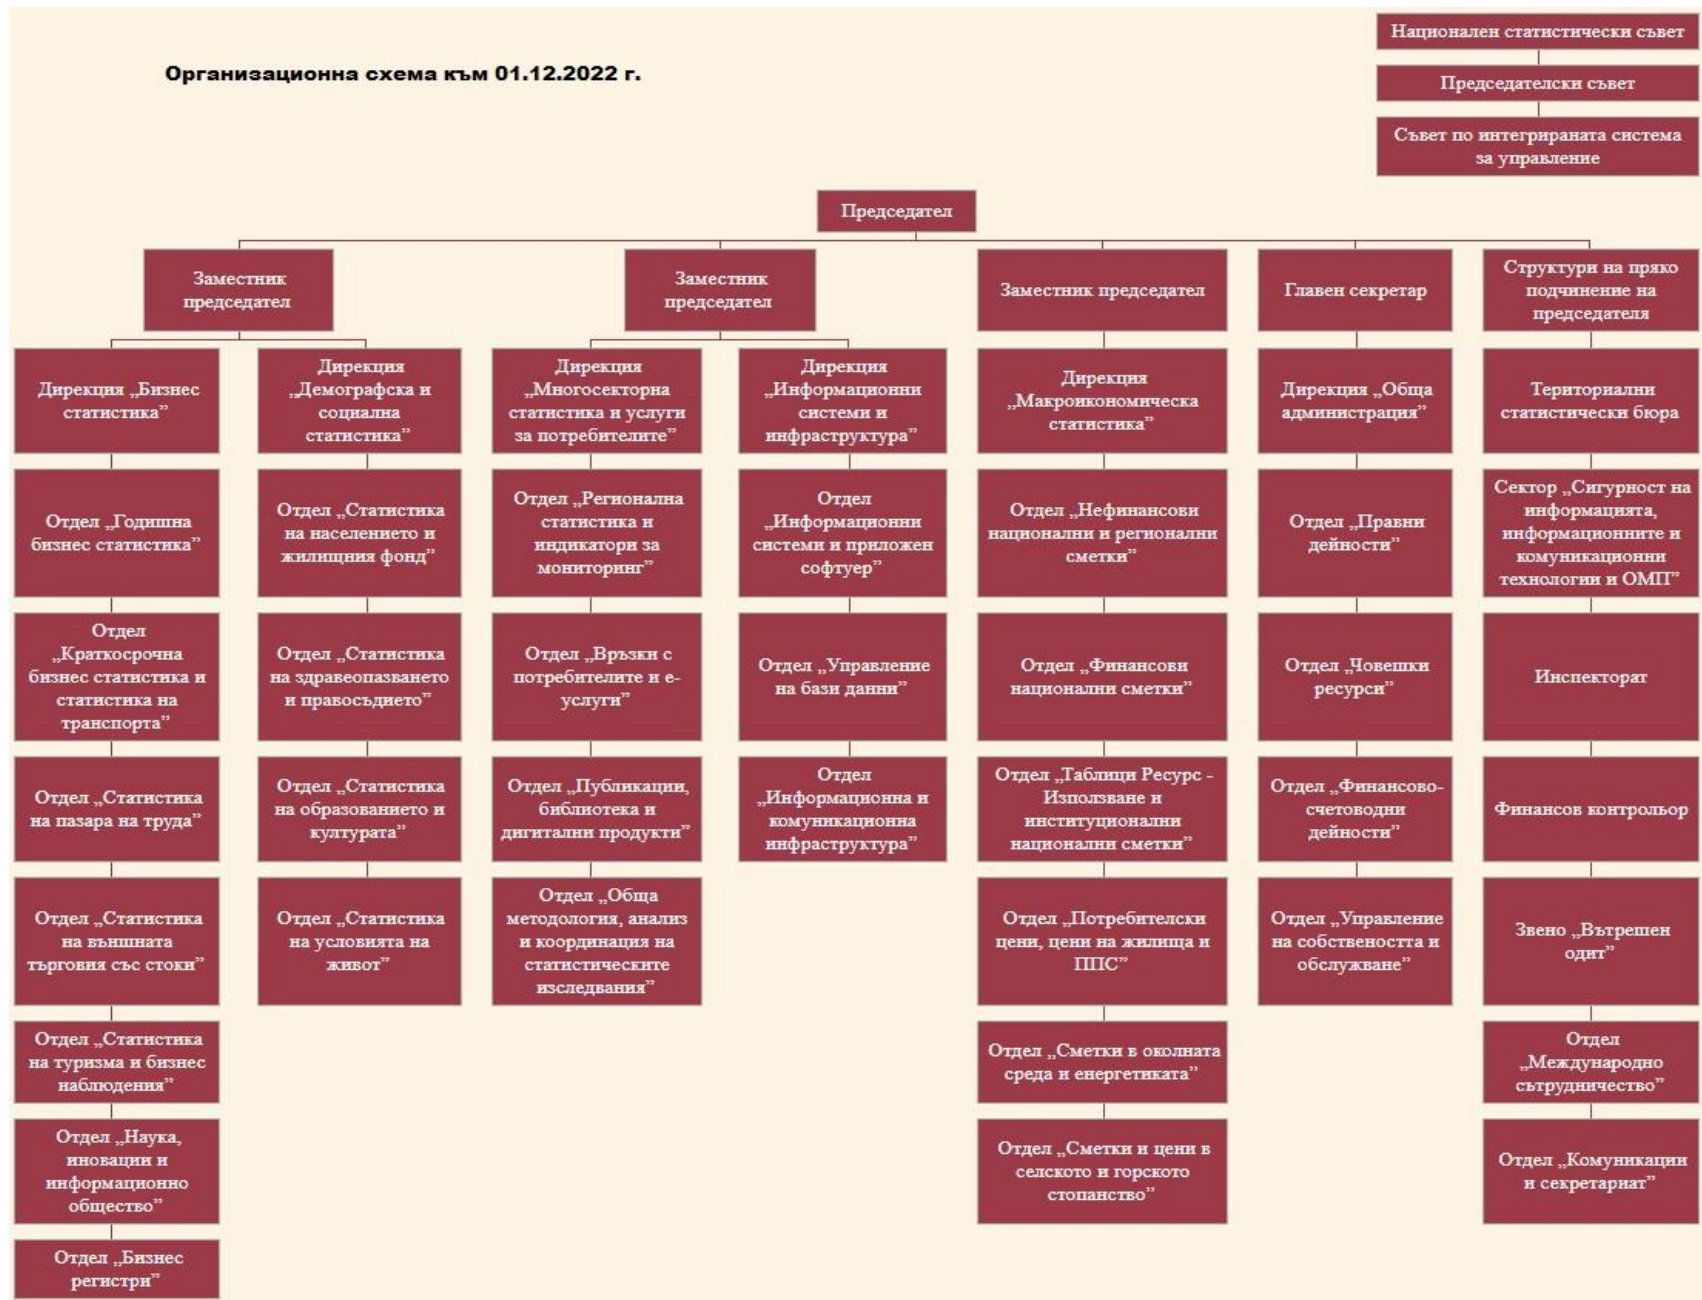 Национален статистически съвет
Организационна схема към 01.12.2022 г.
Председателски съвет
Съвет по интегрираната система
за управление
Председател
Заместник
председател
Заместник
председател
Заместник председател
Главен секретар
Структури на пряко
подчинение на
председателя
Дирекция „Бизнес
статистика”
Дирекция
„Демографска и
социална
статистика”
Дирекция
„Многосекторна
статистика и услуги
за потребителите”
Дирекция
„Информационни
системи и
инфраструктура”
Дирекция
„Макроикономическа
статистика”
Дирекция „Обща
администрация”
Териториални
статистически бюра
Отдел „Годишна
бизнес статистика”
Отдел „Статистика
на населението и
жилищния фонд”
Отдел „Регионална
статистика и
индикатори за
мониторинг”
Отдел
„Информационни
системи и приложен
софтуер”
Отдел „Нефинансови
национални и регионални
сметки”
Отдел „Правни
дейности”
Сектор „Сигурност на
информацията,
информационните и
комуникационни
технологии и ОМП”
Отдел
„Краткосрочна
бизнес статистика и
статистика на
транспорта”
Отдел „Статистика
на здравеопазването
и правосъдието”
Отдел „Връзки с
потребителите и е-
услуги”
Отдел „Управление
на бази данни”
Отдел „Финансови
национални сметки”
Отдел „Човешки
ресурси”
Инспекторат
Отдел „Статистика
на пазара на труда”
Отдел „Статистика
на образованието и
културата”
Отдел „Публикации,
библиотека и
дигитални продукти”
Отдел
„Информационна и
комуникационна
инфраструктура”
Отдел „Таблици Ресурс -
Използване и
институционални
национални сметки”
Отдел „Финансово-
счетоводни
дейности”
Финансов контрольор
Отдел „Статистика
на външната
търговия със стоки”
Отдел „Статистика
на условията на
живот”
Отдел „Обща
методология, анализ
и координация на
статистическите
изследвания”
Отдел „Потребителски
цени, цени на жилища и
ППС”
Отдел „Управление
на собствеността и
обслужване”
Звено „Вътрешен
одит”
Отдел „Статистика
на туризма и бизнес
наблюдения”
Отдел „Сметки в околната
среда и енергетиката”
Отдел
„Международно
сътрудничество”
Отдел „Наука,
иновации и
информационно
общество”
Отдел „Сметки и цени в
селското и горското
стопанство”
Отдел „Комуникации
и секретариат”
Отдел „Бизнес
регистри”